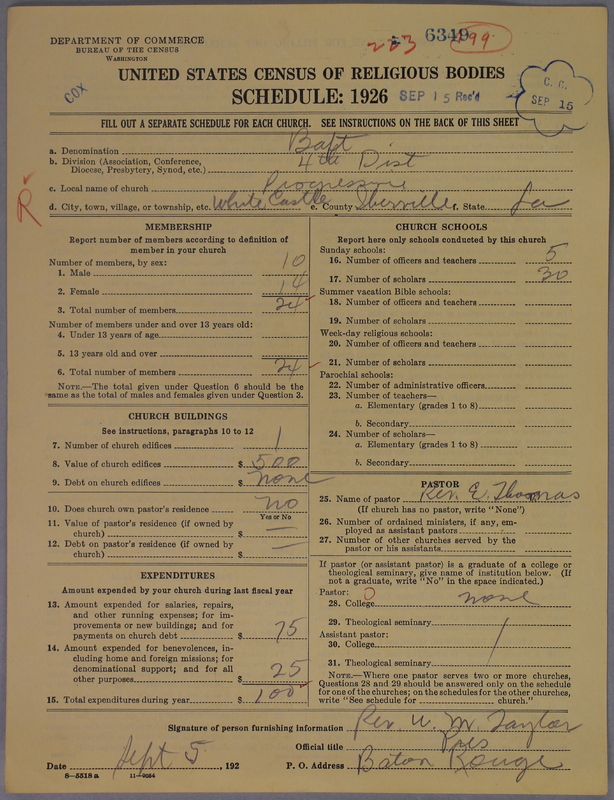 DEPARTMENT OF COMMERCE
BUREAU OF THE CENSUS
WASHINGTON
COX
223 6349 199
UNITED STATES CENSUS OF RELIGIOUS BODIES
SCHEDULE: 1926 SEP 15 Rec'd
C. C. SEP 15
FILL OUT A SEPARATE SCHEDULE FOR EACH CHURCH. SEE INSTRUCTIONS ON THE BACK OF THIS SHEET
a. Denomination Bapt
b. Division (Association, Conference, Diocese, Presbytery, Synod, etc.) 4th Dist
c. Local name of church Progressive
d. City, town, village, or township, etc. White Castle e. County Iberville f. State La
R
MEMBERSHIP
Report number of members according to definition of member in your church
Number of members, by sex:
1. Male 10
2. Female 14
3. Total number of members 24
Number of members under and over 13 years old:
4. Under 13 years of age
5. 13 years old and over
6. Total number of members 24
NOTE.—The total given under Question 6 should be the same as the total of males and females given under Question 3.
CHURCH BUILDINGS
See instructions, paragraphs 10 to 12
7. Number of church edifices 1
8. Value of church edifices $ 500
9. Debt on church edifices $ none
10. Does church own pastor's residence no
Yes or No
11. Value of pastor's residence (if owned by church) $ —
12. Debt on pastor's residence (if owned by church) $ —
EXPENDITURES
Amount expended by your church during last fiscal year
13. Amount expended for salaries, repairs, and other running expenses; for improvements or new buildings; and for payments on church debt $ 75
14. Amount expended for benevolences, including home and foreign missions; for denominational support; and for all other purposes $ 25
15. Total expenditures during year $ 100
CHURCH SCHOOLS
Report here only schools conducted by this church
Sunday schools:
16. Number of officers and teachers 5
17. Number of scholars 30
Summer vacation Bible schools:
18. Number of officers and teachers
19. Number of scholars
Week-day religious schools:
20. Number of officers and teachers
21. Number of scholars
Parochial schools:
22. Number of administrative officers
23. Number of teachers—
a. Elementary (grades 1 to 8)
b. Secondary
24. Number of scholars—
a. Elementary (grades 1 to 8)
b. Secondary
PASTOR
25. Name of pastor Rev. E. Thomas
(If church has no pastor, write "None")
26. Number of ordained ministers, if any, employed as assistant pastors
27. Number of other churches served by the pastor or his assistants
If pastor (or assistant pastor) is a graduate of a college or theological seminary, give name of institution below. (If not a graduate, write "No" in the space indicated.)
Pastor:
28. College 0 none
29. Theological seminary
Assistant pastor:
30. College
31. Theological seminary
NOTE.—Where one pastor serves two or more churches, Questions 28 and 29 should be answered only on the schedule for one of the churches; on the schedules for the other churches, write "See schedule for church."
Signature of person furnishing information Rev. W. M. Taylor
Official title Pres
Date Sept 5, 192 P. O. Address Baton Rouge
8—5518a 11—9084